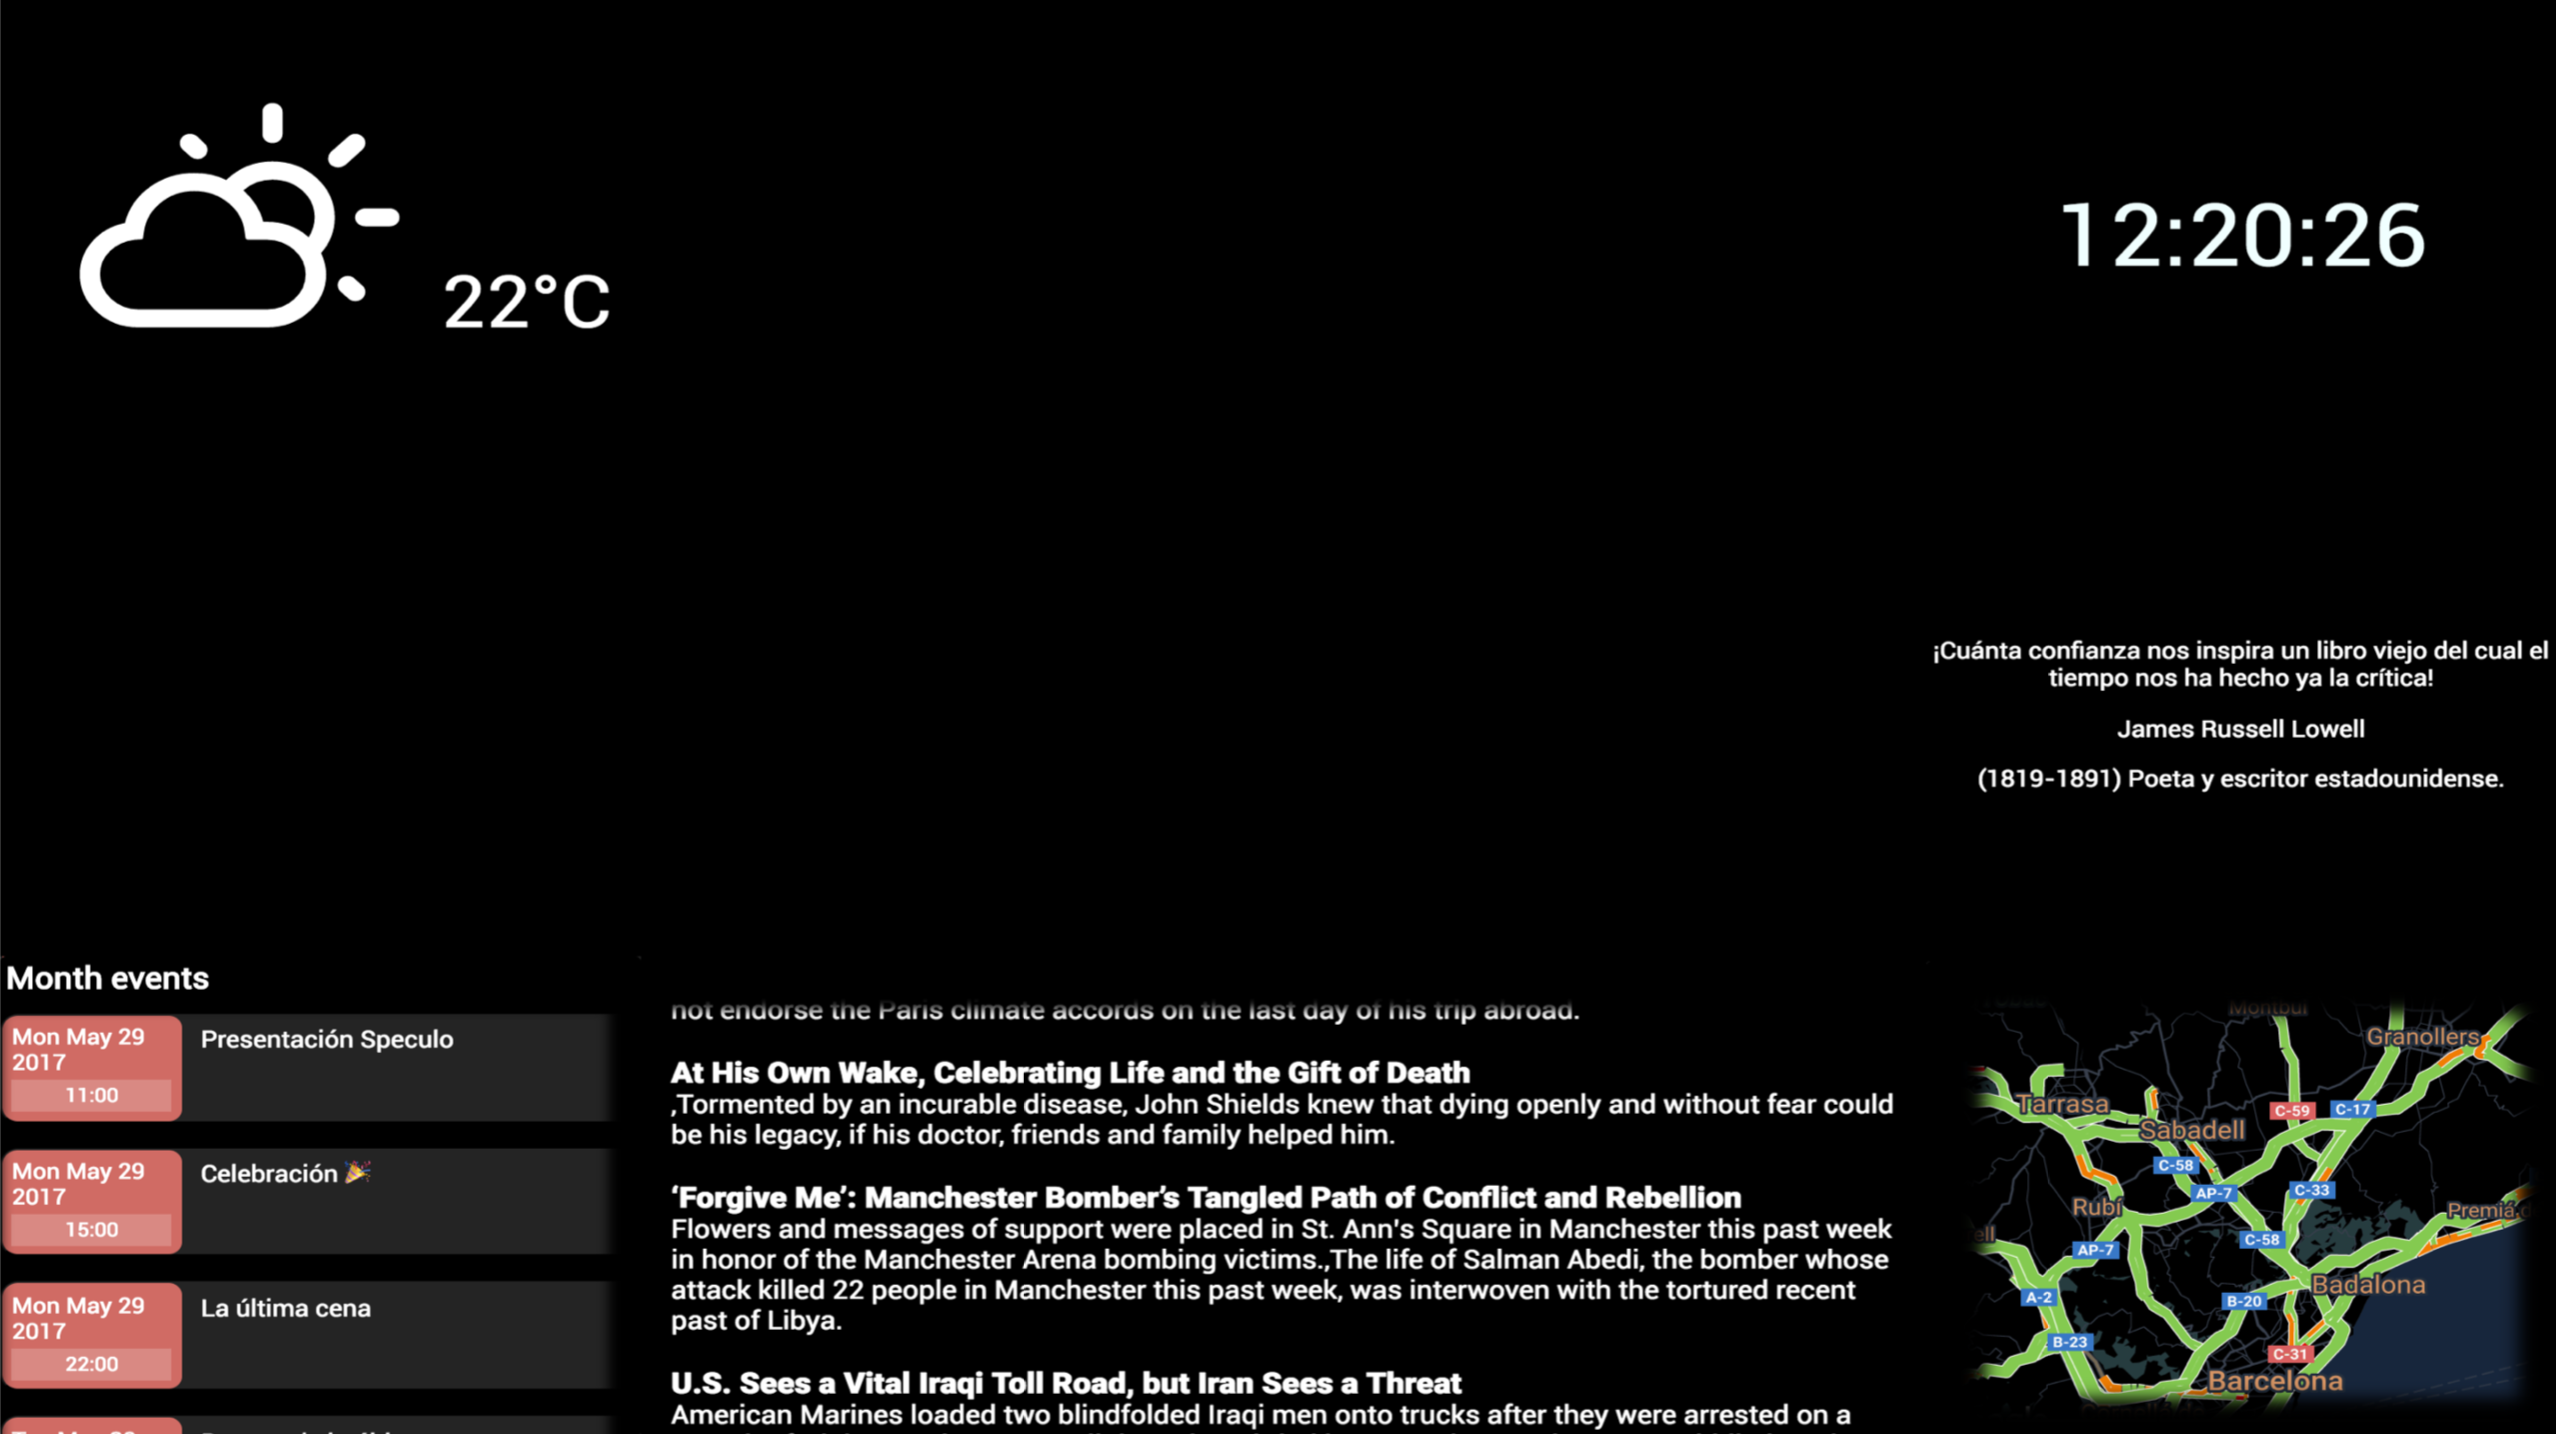 22°C
12:20:26
¡Cuánta confianza nos inspira un libro viejo del cual el
tiempo nos ha hecho ya la crítica!
James Russell Lowell
(1819-1891) Poeta y escritor estadounidense.
Month events
Mon May 29
2017
11:00
Presentación Speculo
Mon May 29
2017
15:00
Celebración 🎉
Mon May 29
2017
22:00
La última cena
not endorse the Paris climate accords on the last day of his trip abroad.
At His Own Wake, Celebrating Life and the Gift of Death
,Tormented by an incurable disease, John Shields knew that dying openly and without fear could
be his legacy, if his doctor, friends and family helped him.
‘Forgive Me’: Manchester Bomber’s Tangled Path of Conflict and Rebellion
Flowers and messages of support were placed in St. Ann's Square in Manchester this past week
in honor of the Manchester Arena bombing victims.,The life of Salman Abedi, the bomber whose
attack killed 22 people in Manchester this past week, was interwoven with the tortured recent
past of Libya.
U.S. Sees a Vital Iraqi Toll Road, but Iran Sees a Threat
American Marines loaded two blindfolded Iraqi men onto trucks after they were arrested on a
Montbui
Granollers
Tarrasa
C-59
C-17
Sabadell
C-58
AP-7
C-33
Rubí
Premiá d
ell
C-58
AP-7
Badalona
A-2
B-20
B-23
C-31
Barcelona